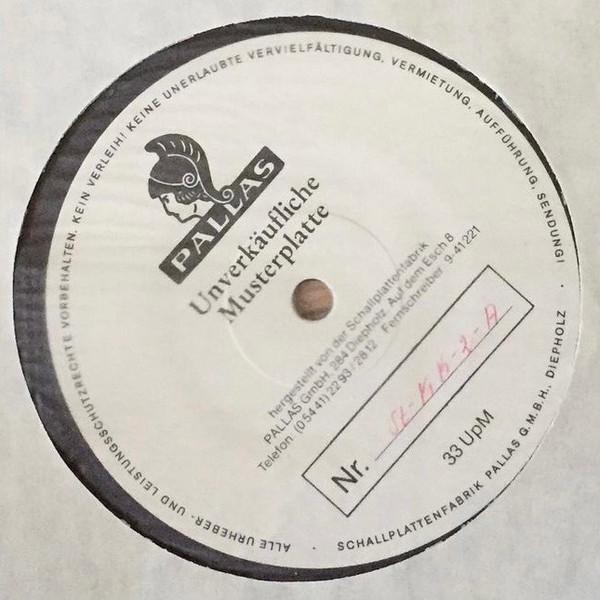 ALLE URHEBER- UND LEISTUNGSSCHUTZRECHTE VORBEHALTEN. KEIN VERLEIH! KEINE UNERLAUBTE VERVIELFÄLTIGUNG, VERMIETUNG, AUFFÜHRUNG, SENDUNG!
PALLAS
Unverkäufliche
Musterplatte
hergestellt von der Schallplattenfabrik
PALLAS GmbH, 284 Diepholz, Auf dem Esch 8
Telefon (05441) 2293/2812 Fernschreiber 9-41221
Nr.
33 UpM
· SCHALLPLATTENFABRIK PALLAS G.M.B.H., DIEPHOLZ ·